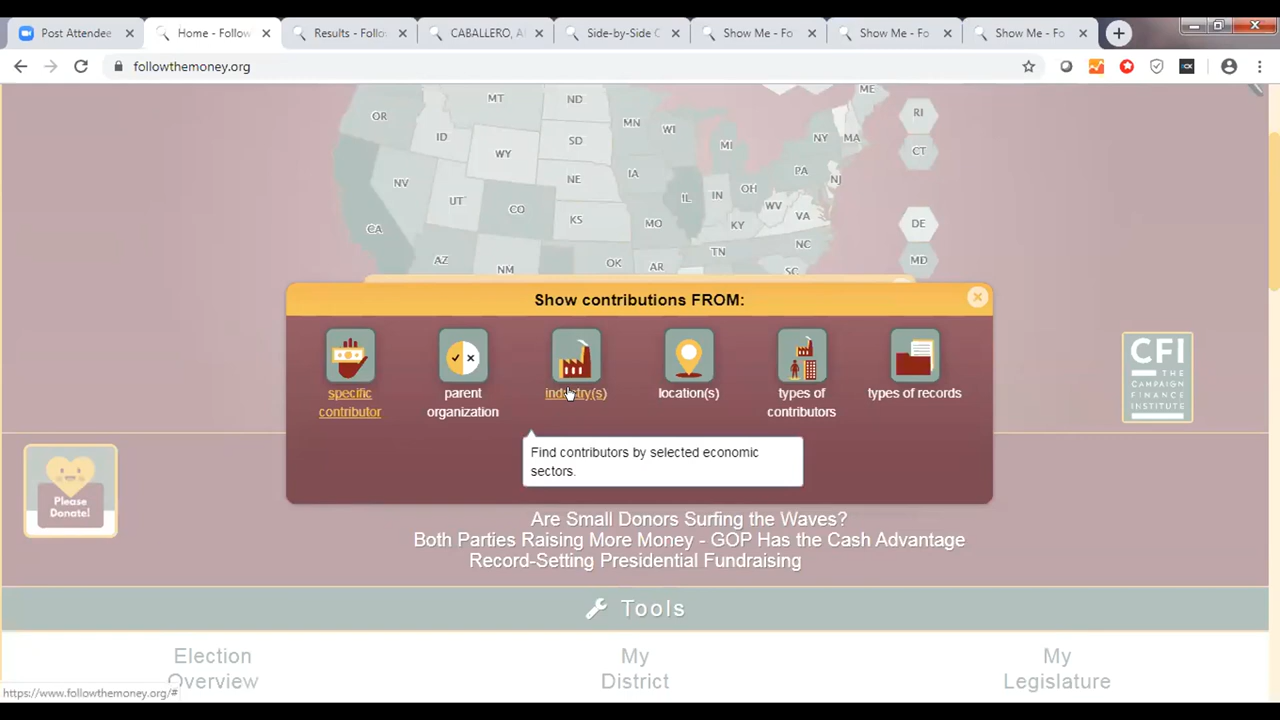 Post Attendee
Home - Follow
Results - Follo
CABALLERO
Side-by-Side C
Show Me - Fo
Show Me - Fo
Show Me - Fo
followthemoney.org
OR
MT
ND
MN
WI
ME
ID
WY
SD
MI
NY
MA
RI
CT
NV
UT
CO
NE
IA
IL
IN
OH
PA
NJ
CA
KS
MO
KY
WV
VA
DE
AZ
NM
OK
AR
TN
NC
SC
MD
Show contributions FROM:
specific
contributor
parent
organization
industry(s)
location(s)
types of
contributors
types of records
Find contributors by selected economic
sectors.
CFI
THE
CAMPAIGN
FINANCE
INSTITUTE
Please
Donate!
Are Small Donors Surfing the Waves?
Both Parties Raising More Money - GOP Has the Cash Advantage
Record-Setting Presidential Fundraising
Tools
Election
Overview
My
District
My
Legislature
https://www.followthemoney.org/#